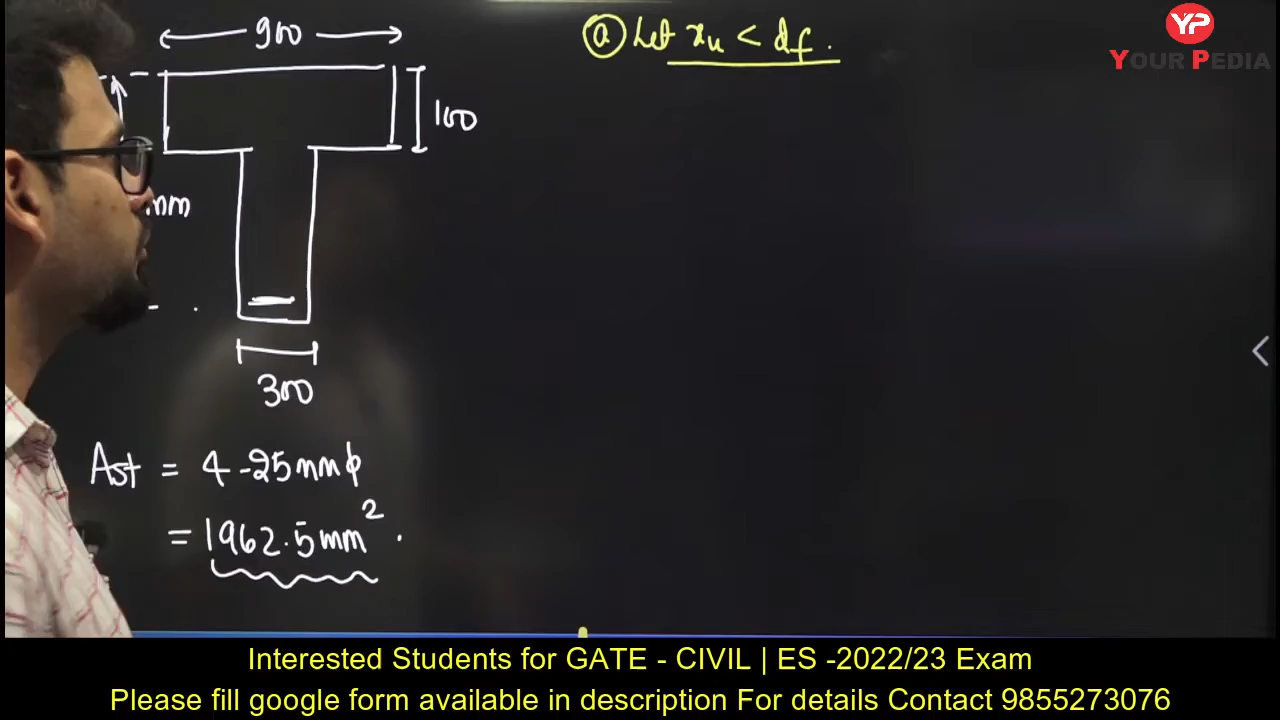 900
ⓐ Let xu < df.
YP
YOUR PEDIA
100
mm
300
Ast = 4-25mmϕ
= 1962.5mm².
Interested Students for GATE - CIVIL | ES -2022/23 Exam
Please fill google form available in description For details Contact 9855273076